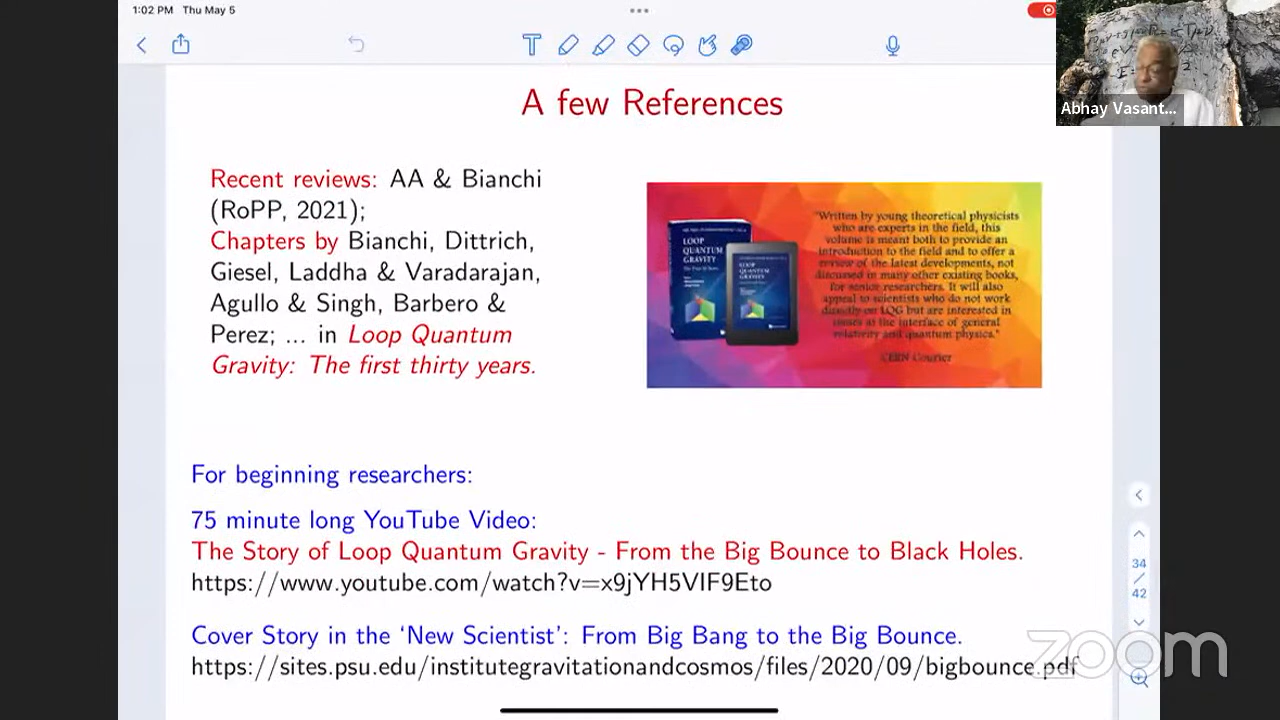 1:02 PM Thu May 5
Abhay Vasant...
A few References
Recent reviews: AA & Bianchi
(RoPP, 2021);
Chapters by Bianchi, Dittrich,
Giesel, Laddha & Varadarajan,
Agullo & Singh, Barbero &
Perez; ... in Loop Quantum
Gravity: The first thirty years.
LOOP
QUANTUM
GRAVITY
LOOP
QUANTUM
GRAVITY
"Written by young theoretical physicists
who are experts in the field, this
volume is meant both to provide an
introduction to the field and to offer a
review of the latest developments, not
discussed in many other existing books,
for senior researchers. It will also
appeal to scientists who do not work
directly on LQG but are interested in
issues at the interface of general
relativity and quantum physics."
CERN Courier
For beginning researchers:
75 minute long YouTube Video:
The Story of Loop Quantum Gravity - From the Big Bounce to Black Holes.
https://www.youtube.com/watch?v=x9jYH5VIF9Eto
Cover Story in the 'New Scientist': From Big Bang to the Big Bounce.
https://sites.psu.edu/institutegravitationandcosmos/files/2020/09/bigbounce.pdf
34
/
42
zoom